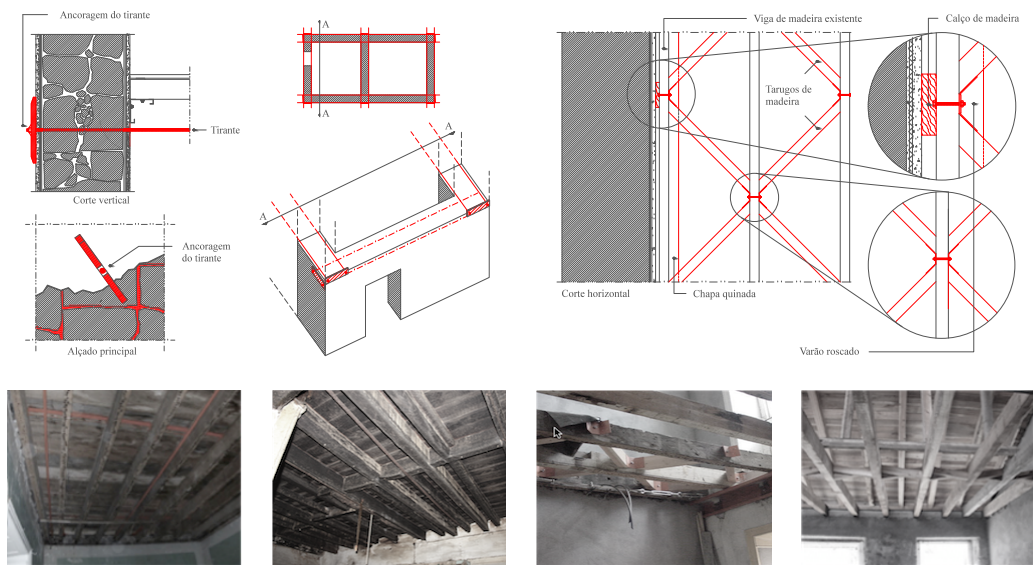 Ancoragem do tirante
Tirante
Corte vertical
Ancoragem
do tirante
Alçado principal
A
A
A
A
Viga de madeira existente
Calço de madeira
Tarugos de
madeira
Corte horizontal
Chapa quinada
Varão roscado